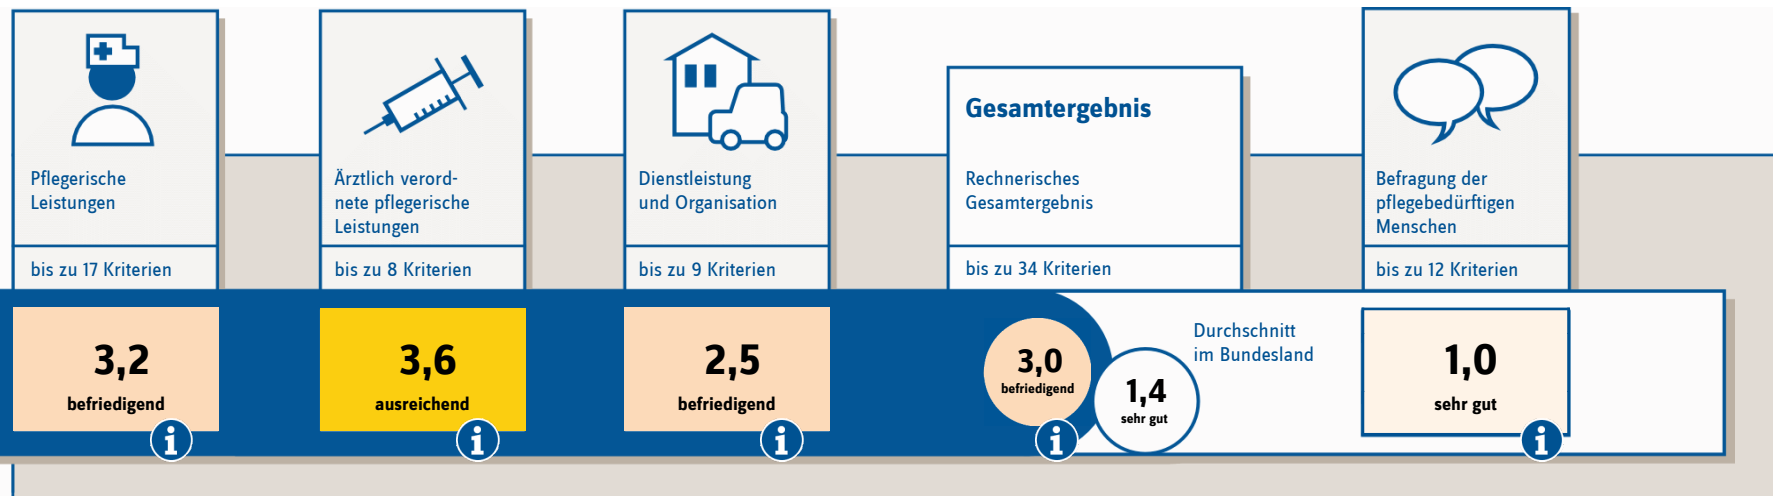 Pflegerische
Leistungen
bis zu 17 Kriterien
3,2
befriedigend
i
Ärztlich verord-
nete pflegerische
Leistungen
bis zu 8 Kriterien
3,6
ausreichend
i
Dienstleistung
und Organisation
bis zu 9 Kriterien
2,5
befriedigend
i
Gesamtergebnis
Rechnerisches
Gesamtergebnis
bis zu 34 Kriterien
3,0
befriedigend
i
Durchschnitt
im Bundesland
1,4
sehr gut
Befragung der
pflegebedürftigen
Menschen
bis zu 12 Kriterien
1,0
sehr gut
i